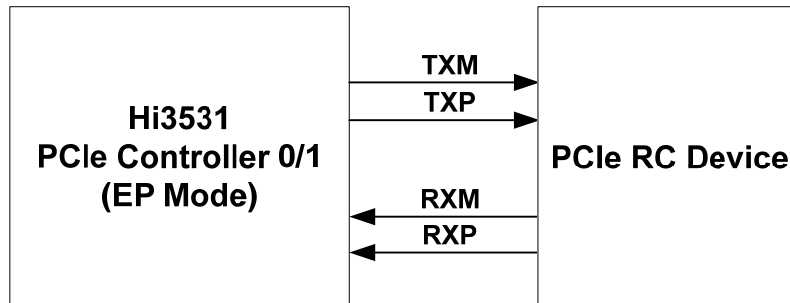 TXM
TXP
Hi3531
PCIe Controller 0/1
(EP Mode)
PCIe RC Device
RXM
RXP